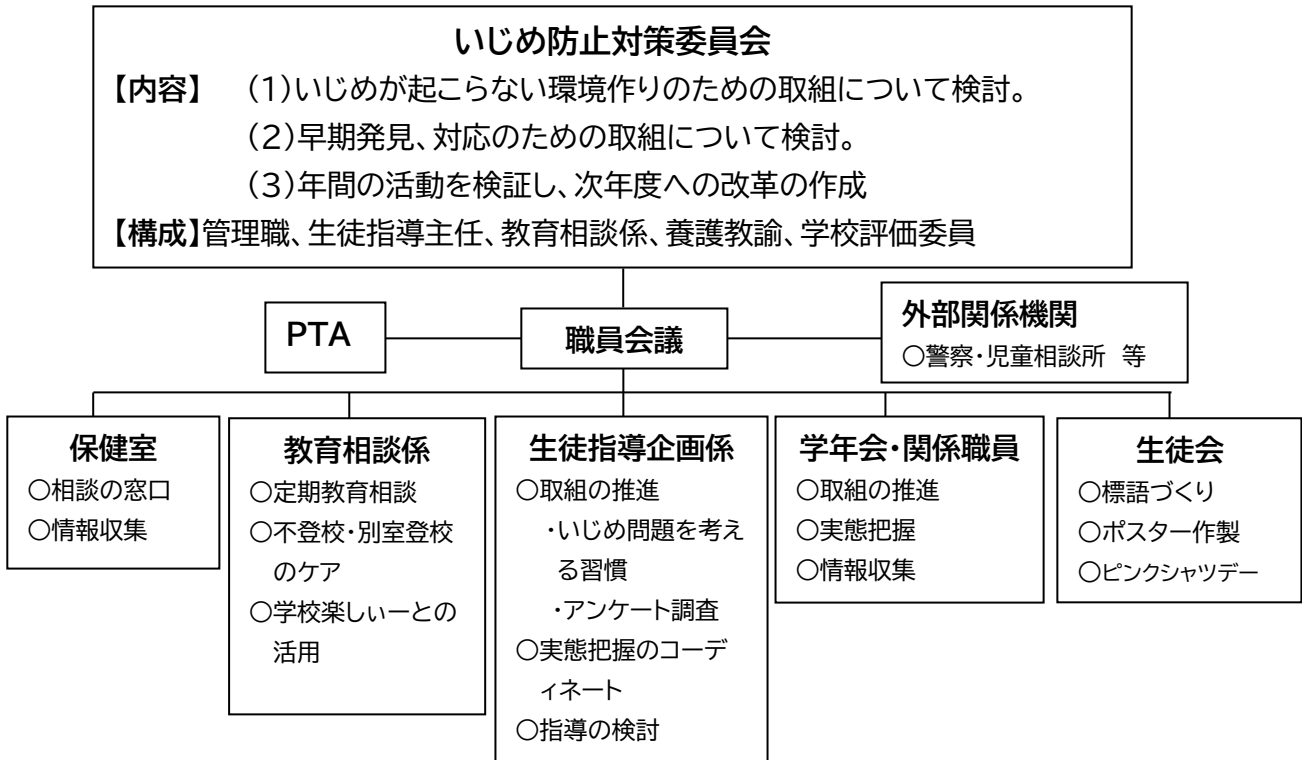 いじめ防止対策委員会
【内容】 (1)いじめが起こらない環境作りのための取組について検討。
(2)早期発見、対応のための取組について検討。
(3)年間の活動を検証し、次年度への改革の作成
【構成】管理職、生徒指導主任、教育相談係、養護教諭、学校評価委員
PTA
職員会議
外部関係機関
○警察・児童相談所 等
保健室
○相談の窓口
○情報収集
教育相談係
○定期教育相談
○不登校・別室登校
のケア
○学校楽しぃーとの
活用
生徒指導企画係
○取組の推進
・いじめ問題を考え
る習慣
・アンケート調査
○実態把握のコーデ
ィネート
○指導の検討
学年会・関係職員
○取組の推進
○実態把握
○情報収集
生徒会
○標語づくり
○ポスター作製
○ピンクシャツデー